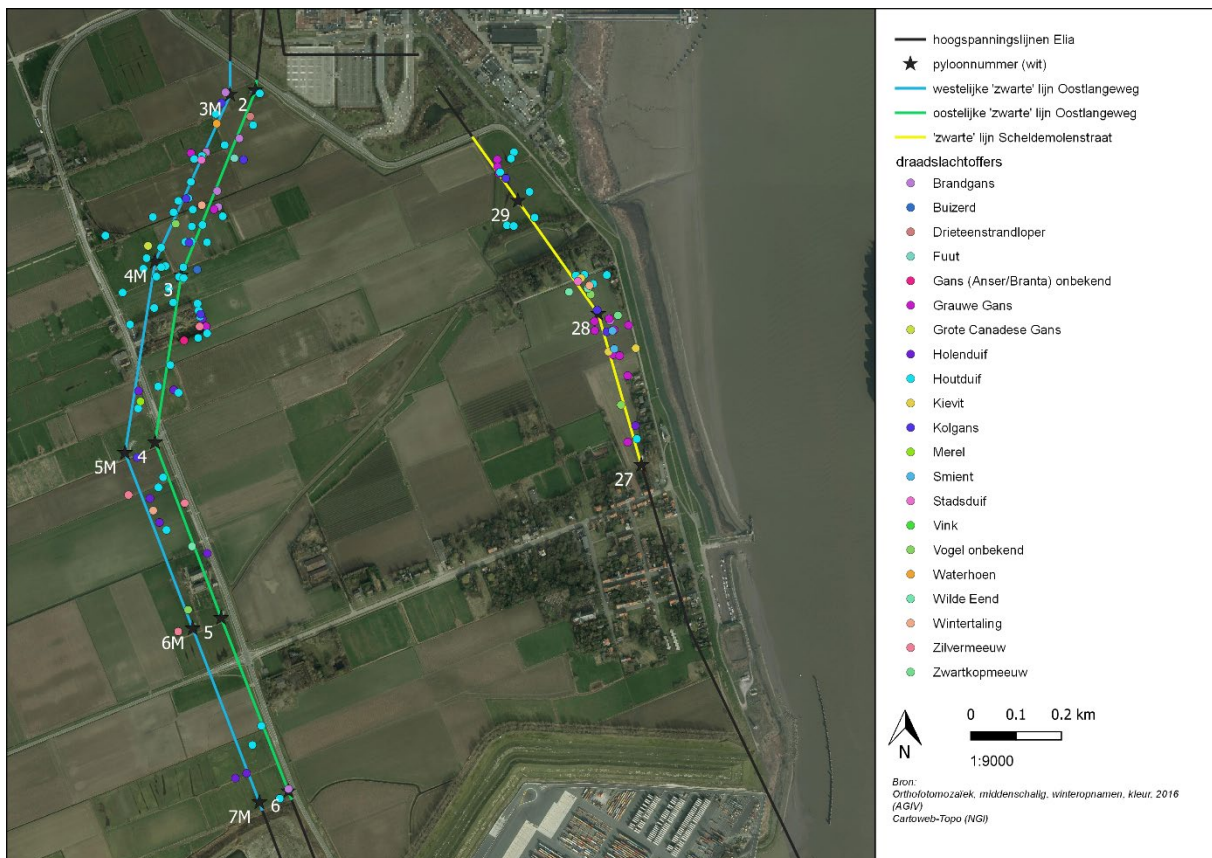 3M
2
4M
3
5M
4
6M
5
7M
6
29
28
27
hoogspanningslijnen Elia
pyloonnummer (wit)
westelijke 'zwarte' lijn Oostlangeweg
oostelijke 'zwarte' lijn Oostlangeweg
'zwarte' lijn Scheldemolenstraat
draadslachtoffers
Brandgans
Buizerd
Drieteenstrandloper
Fuut
Gans (Anser/Branta) onbekend
Grauwe Gans
Grote Canadese Gans
Holenduif
Houtduif
Kievit
Kolgans
Merel
Smient
Stadsduif
Vink
Vogel onbekend
Waterhoen
Wilde Eend
Wintertaling
Zilvermeeuw
Zwartkopmeeuw
N
0 0.1 0.2 km
1:9000
Bron:
Orthofotomozaïek, middenschalig, winteropnamen, kleur, 2016
(AGIV)
Cartoweb-Topo (NGI)